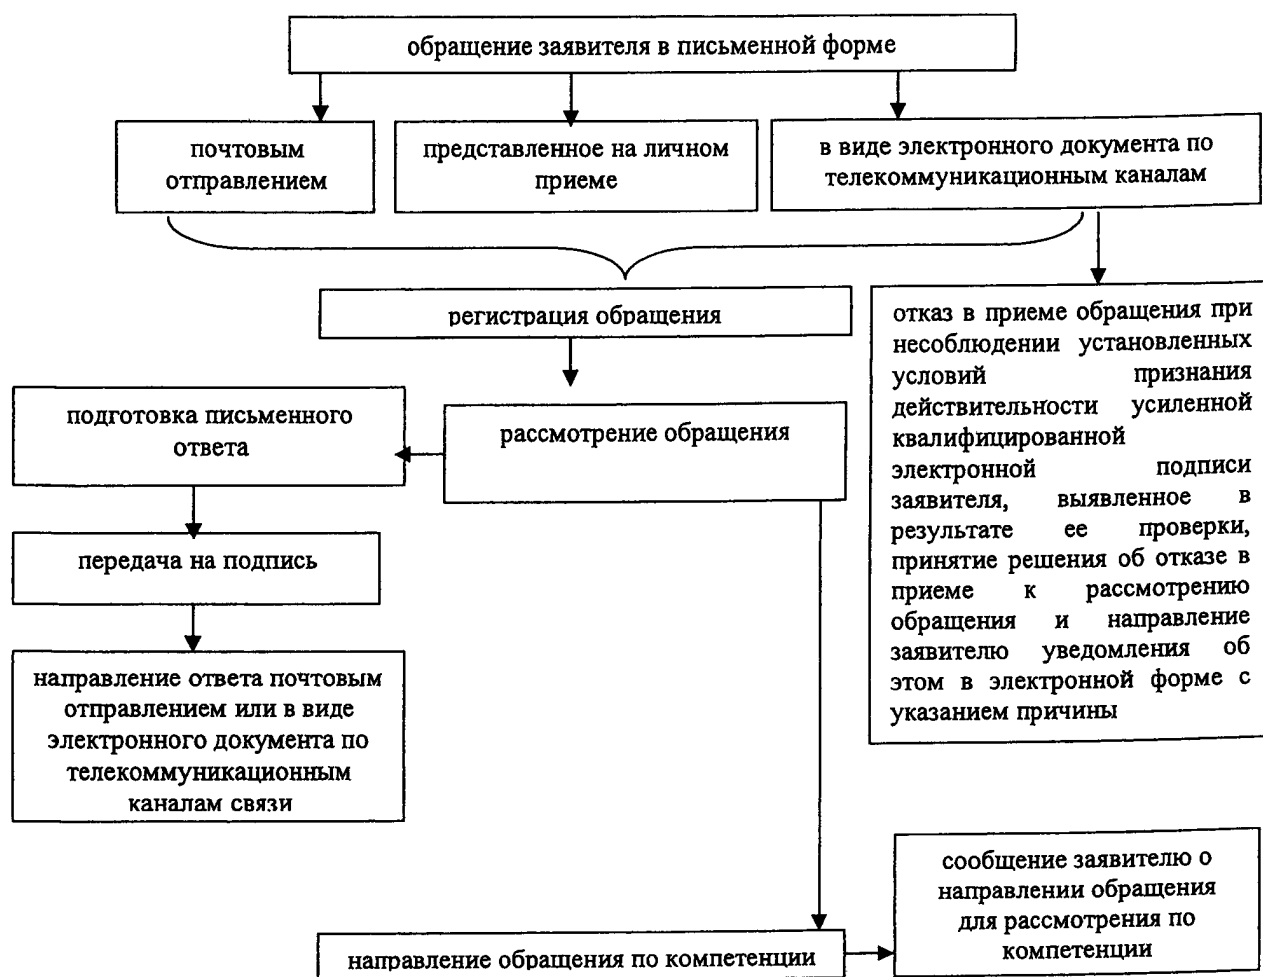 обращение заявителя в письменной форме
почтовым
отправлением
представленное на личном
приеме
в виде электронного документа по
телекоммуникационным каналам
регистрация обращения
отказ в приеме обращения при
несоблюдении установленных
условий признания
действительности усиленной
квалифицированной
электронной подписи
заявителя, выявленное в
результате ее проверки,
принятие решения об отказе в
приеме к рассмотрению
обращения и направление
заявителю уведомления об
этом в электронной форме с
указанием причины
подготовка письменного
ответа
рассмотрение обращения
передача на подпись
направление ответа почтовым
отправлением или в виде
электронного документа по
телекоммуникационным
каналам связи
сообщение заявителю о
направлении обращения
для рассмотрения по
компетенции
направление обращения по компетенции